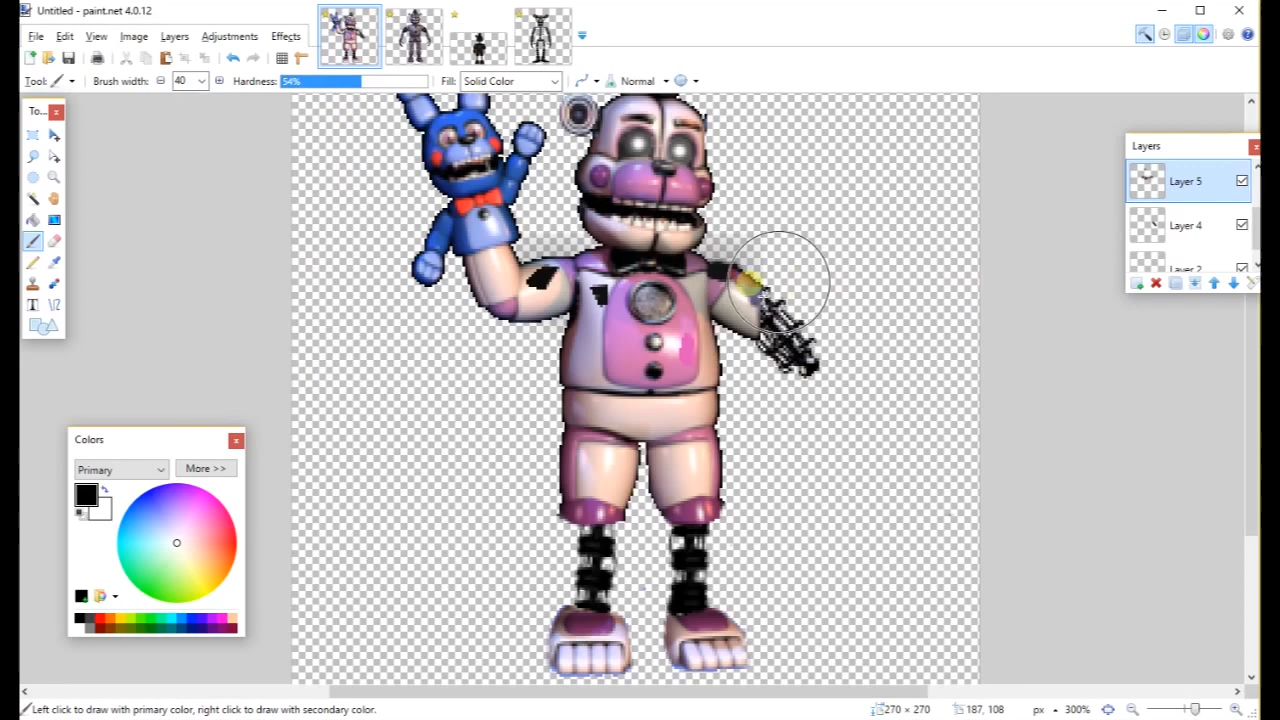 Untitled - paint.net 4.0.12
File Edit View Image Layers Adjustments Effects
Tool: Brush width: 40 Hardness: 54% Fill: Solid Color Normal
To...
Layers
Layer 5
Layer 4
Layer 2
Colors
Primary More >>
Left click to draw with primary color, right click to draw with secondary color. 270 × 270 187, 108 px 300%